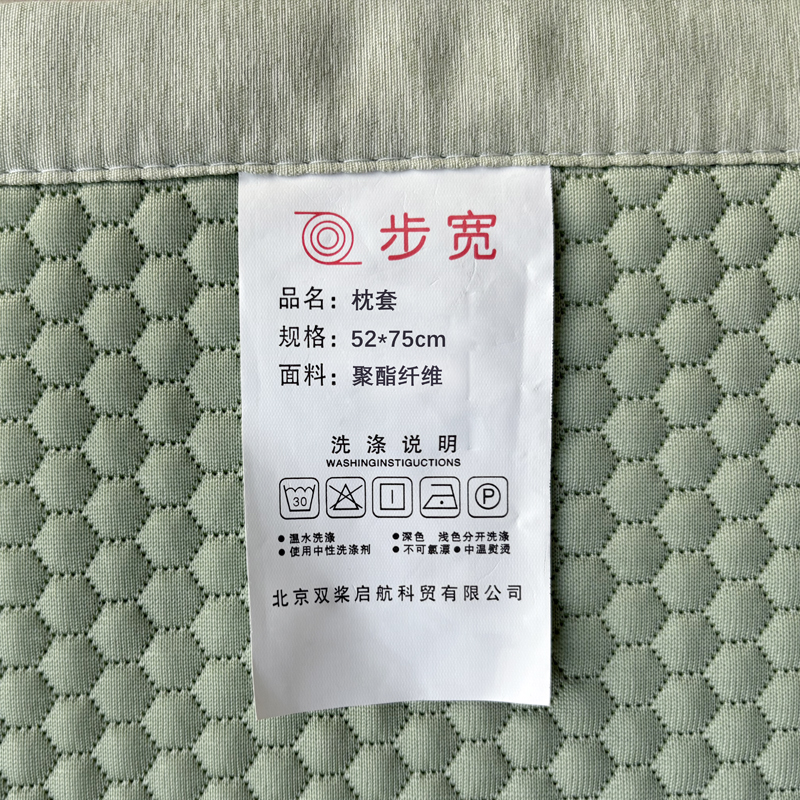 步宽
品名：枕套
规格：52*75cm
面料：聚酯纤维
洗涤说明
WASHINGINSTIGUCTIONS
30 P
●温水洗涤 ●深色 浅色分开洗涤
●使用中性洗涤剂 ●不可氯漂●中温熨烫
北京双桨启航科贸有限公司